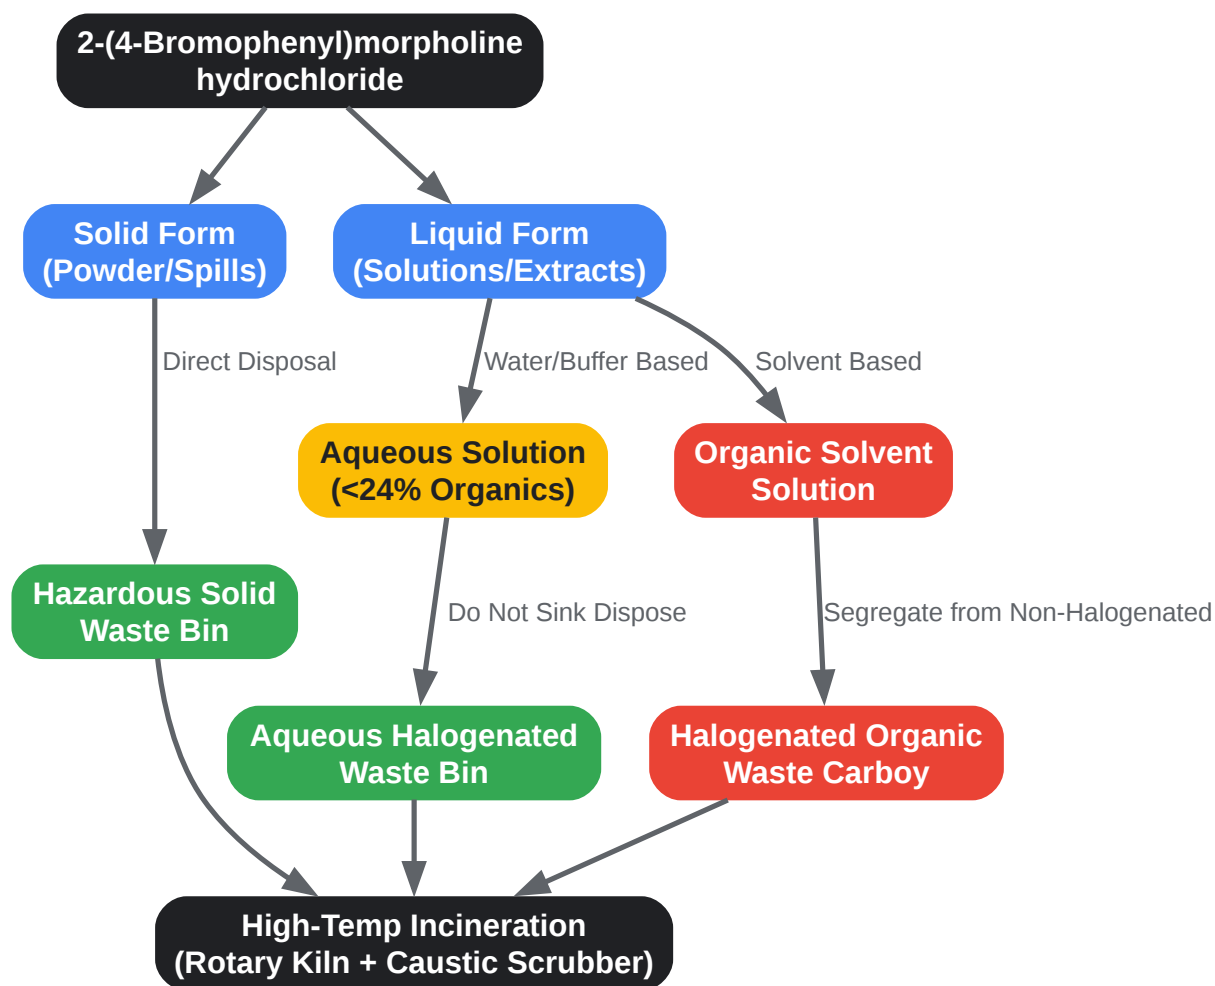 2-(4-Bromophenyl)morpholine
hydrochloride
Solid Form
(Powder/Spills)
Liquid Form
(Solutions/Extracts)
Direct Disposal
Water/Buffer Based
Solvent Based
Aqueous Solution
(<24% Organics)
Organic Solvent
Solution
Hazardous Solid
Waste Bin
Do Not Sink Dispose
Segregate from Non-Halogenated
Aqueous Halogenated
Waste Bin
Halogenated Organic
Waste Carboy
High-Temp Incineration
(Rotary Kiln + Caustic Scrubber)